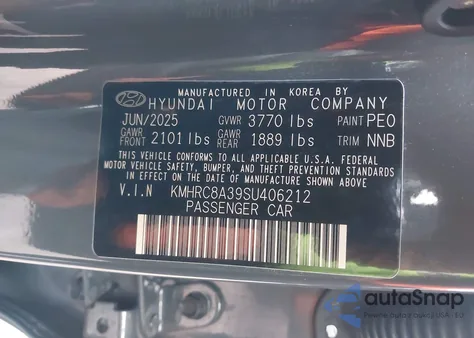 MANUFACTURED IN KOREA BY
HYUNDAI MOTOR COMPANY
JUN/2025 GVWR 3770 lbs PAINT PE0
GAWR FRONT 2101 lbs GAWR REAR 1889 lbs TRIM NNB
THIS VEHICLE CONFORMS TO ALL APPLICABLE U.S.A. FEDERAL
MOTOR VEHICLE SAFETY, BUMPER, AND THEFT PREVENTION
STANDARDS IN EFFECT ON THE DATE OF MANUFACTURE SHOWN ABOVE.
V.I.N KMHRC8A39SU406212
PASSENGER CAR
autoSnap